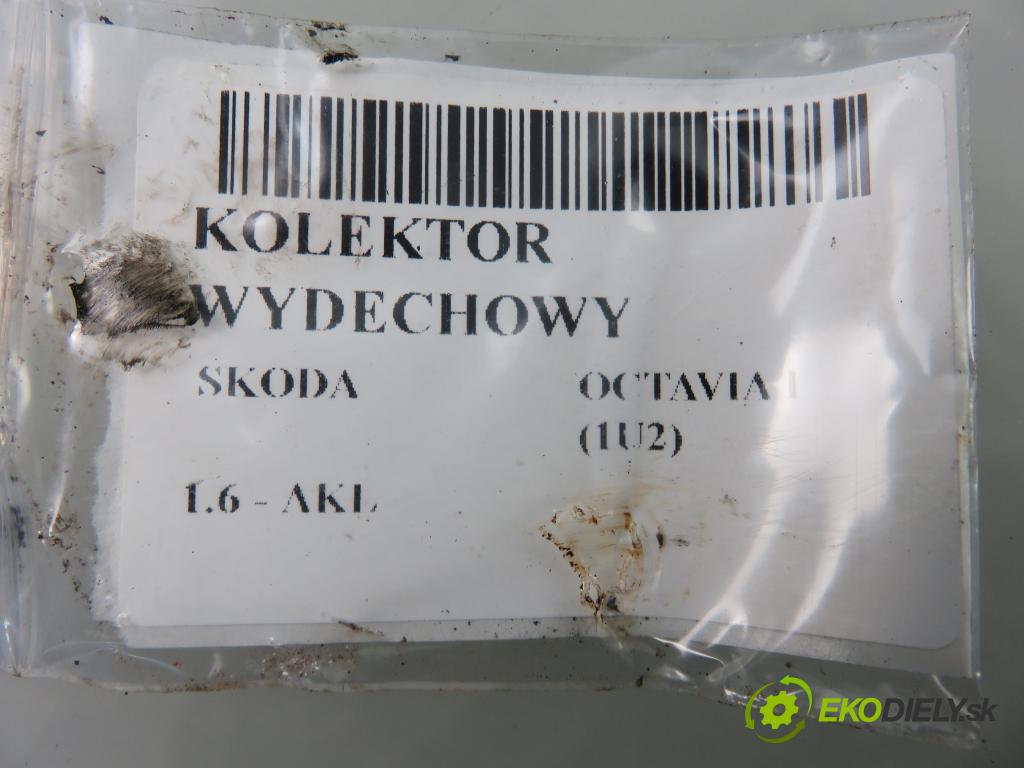 KOLEKTOR
WYDECHOWY
SKODA OCTAVIA I
(1U2)
1.6 - AKL
EKODIELY.sk